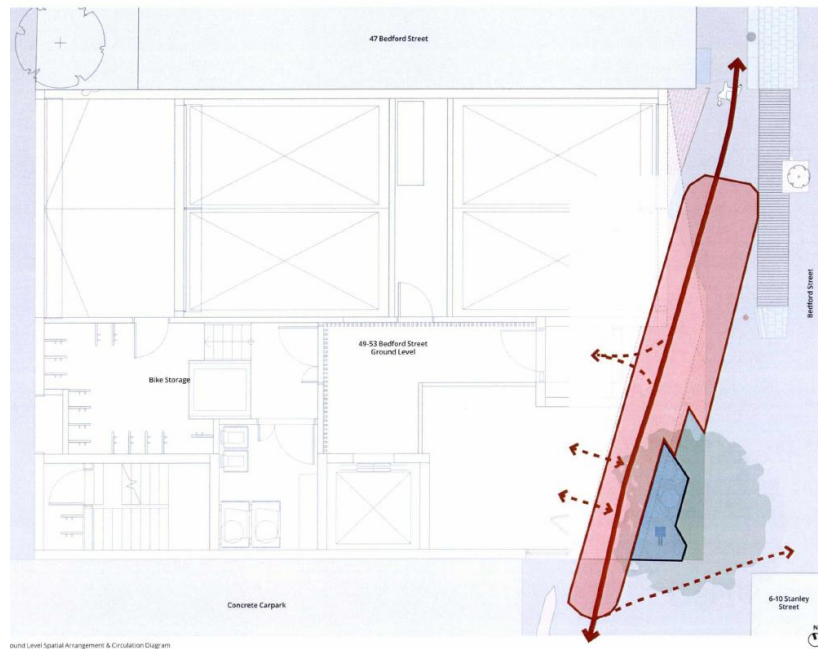 47 Bedford Street
Bedford Street
49-53 Bedford Street
Ground Level
Bike Storage
Concrete Carpark
6-10 Stanley
Street
N
ound Level Spatial Arrangement & Circulation Diagram